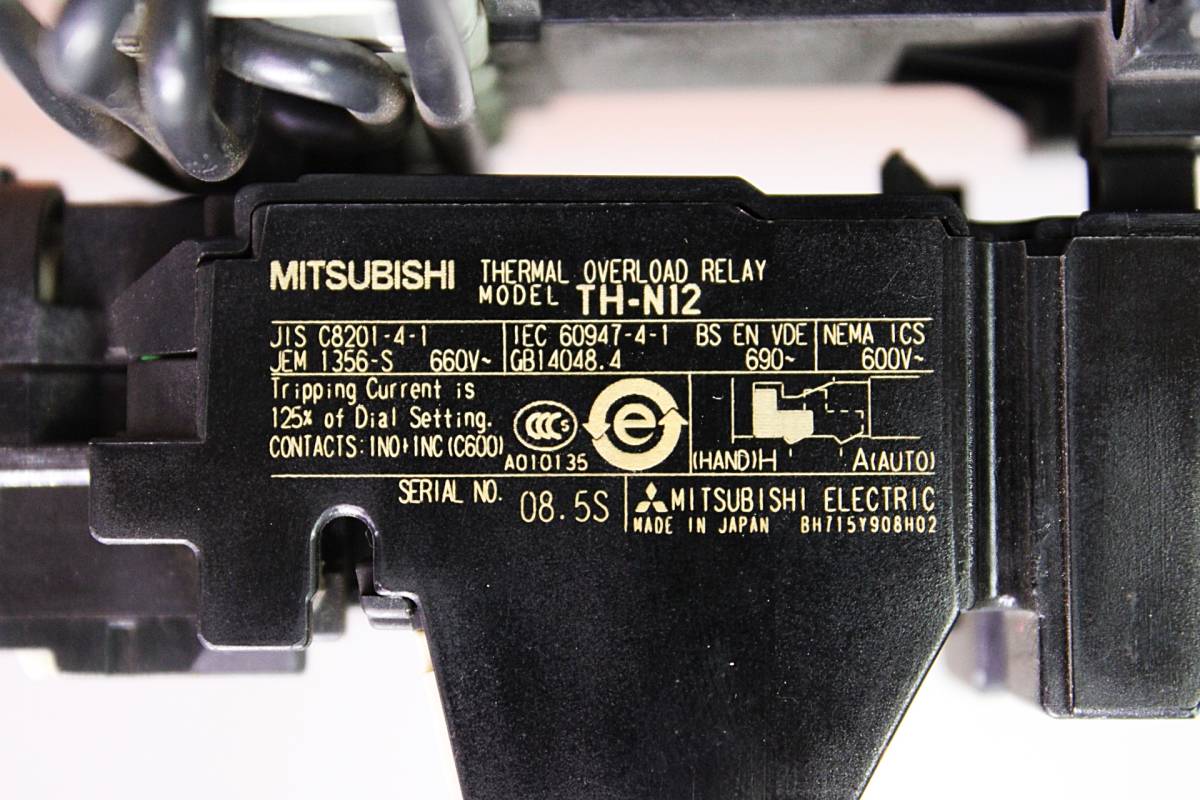 MITSUBISHI THERMAL OVERLOAD RELAY
MODEL TH-N12
JIS C8201-4-1 IEC 60947-4-1 BS EN VDE NEMA ICS
JEM 1356-S 660V~ GB14048.4 690~ 600V~
Tripping Current is
125% of Dial Setting.
CONTACTS: 1NO+1NC (C600)
CCC S
e
A010135
(HAND)H A(AUTO)
SERIAL NO. 08.5S MITSUBISHI ELECTRIC
MADE IN JAPAN BH715Y908H02